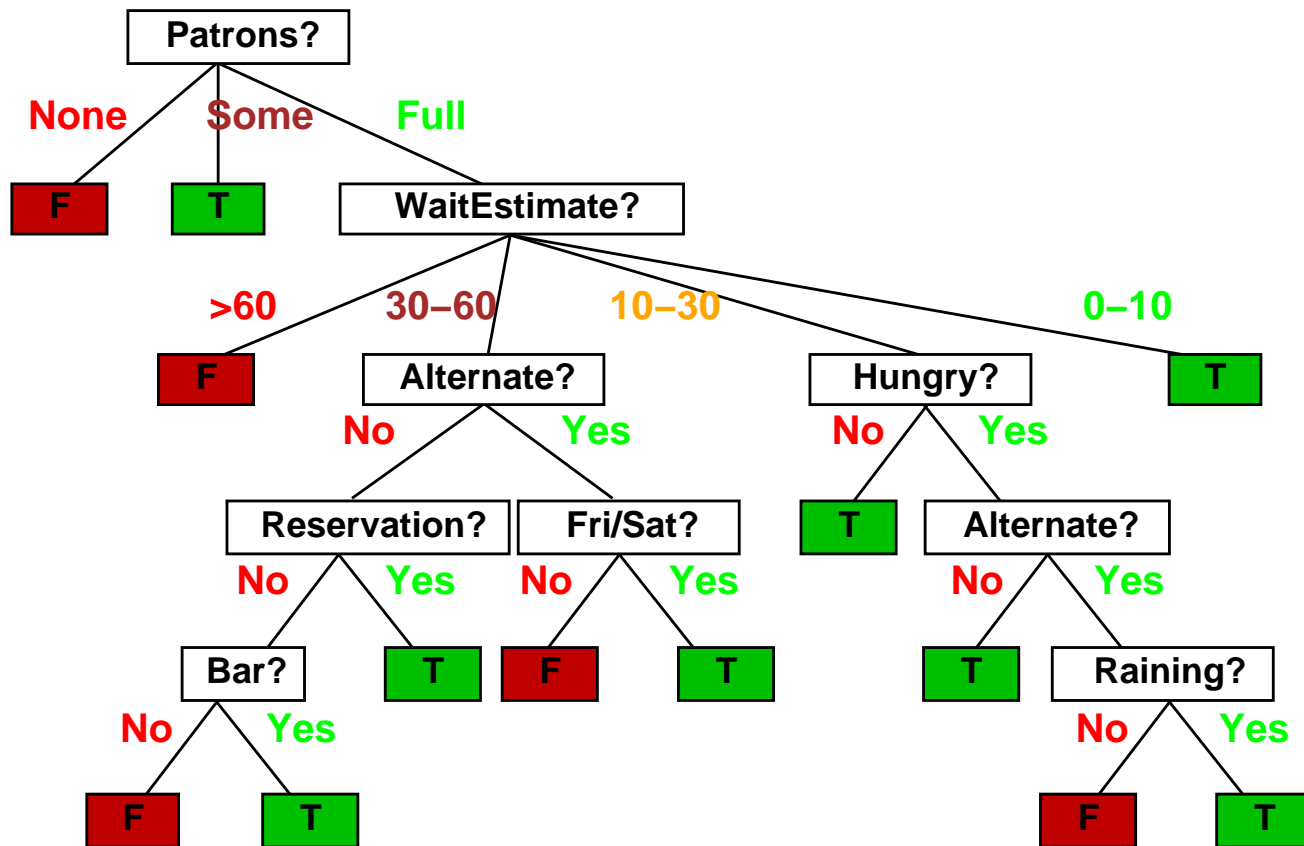 Patrons?
None Some Full
F T WaitEstimate?
>60 30–60 10–30 0–10
F Alternate? Hungry? T
No Yes No Yes
Reservation? Fri/Sat? T Alternate?
No Yes No Yes No Yes
Bar? T F T T Raining?
No Yes No Yes
F T F T